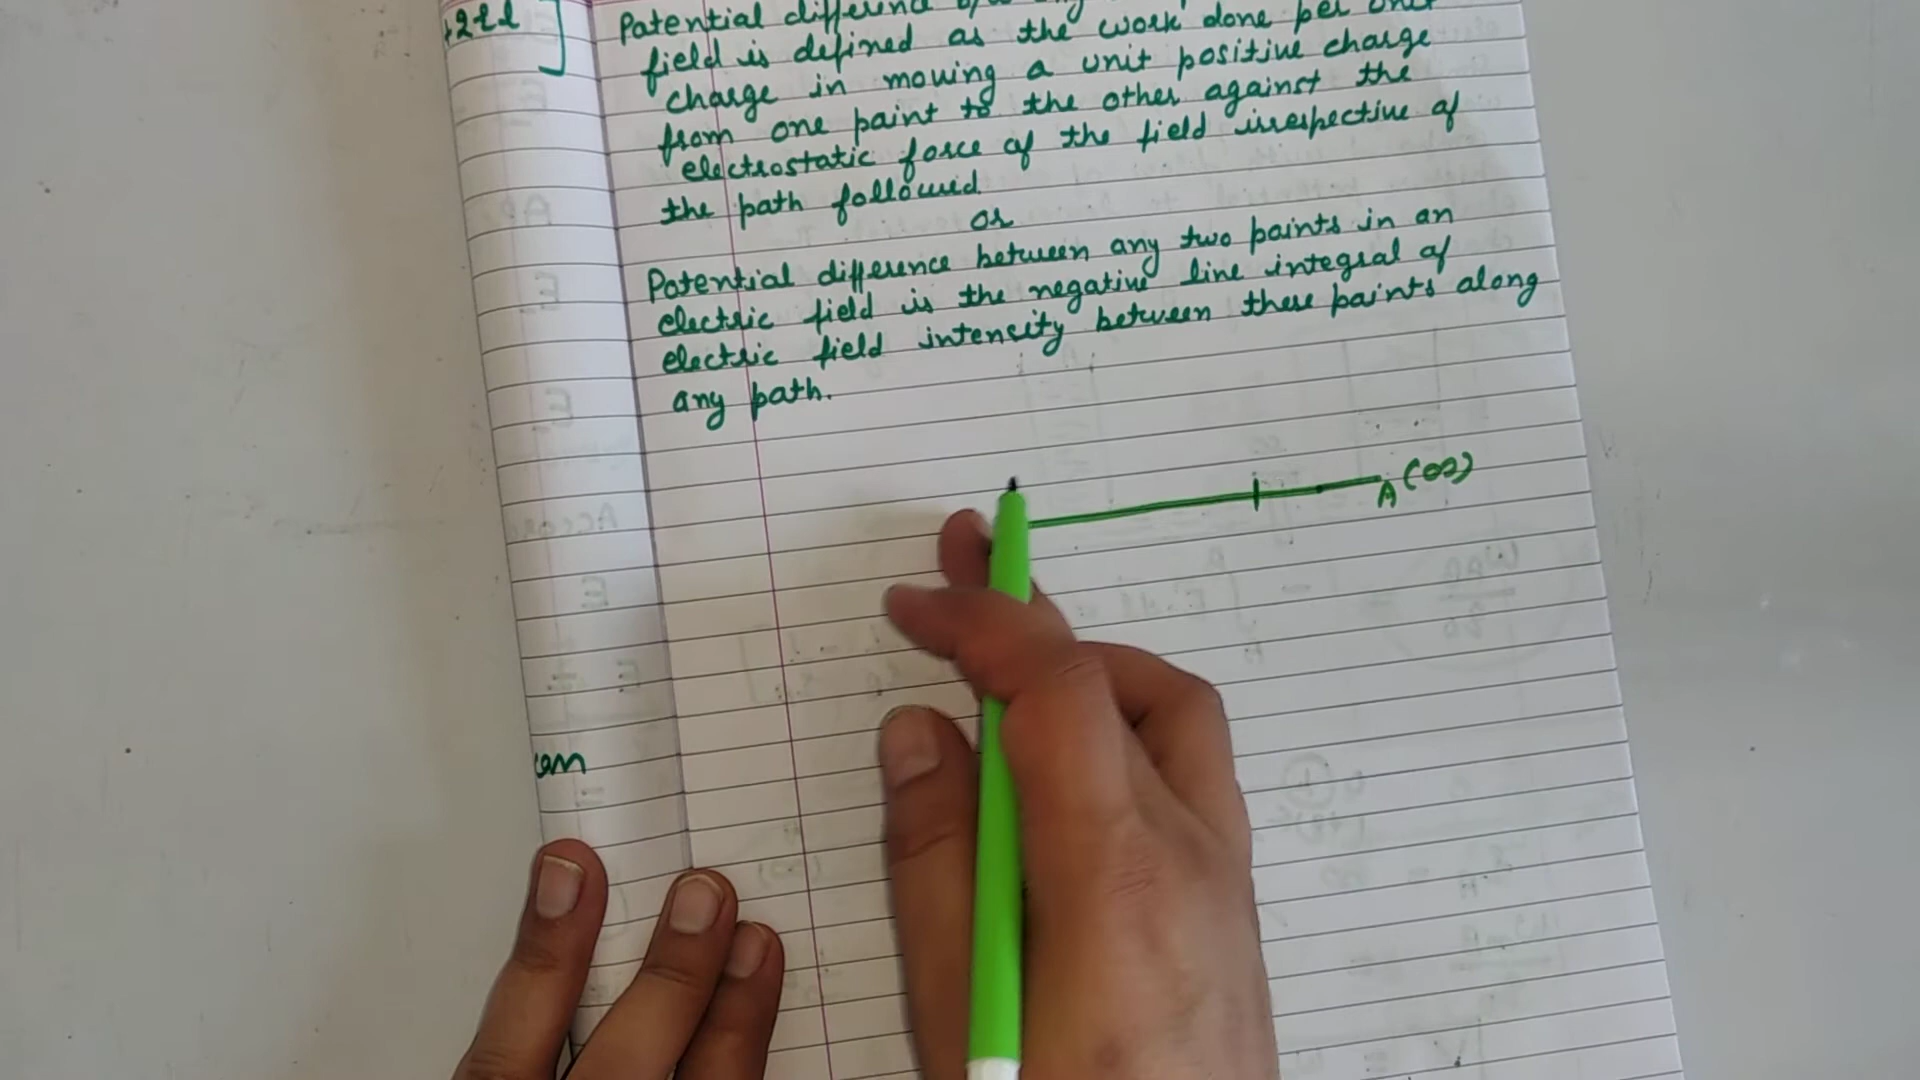 Potential difference
field is defined as the work done per unit
charge in moving a unit positive charge
from one paint to the other against the
electrostatic force of the field irrespective of
the path followed.
or
Potential difference between any two paints in an
electric field is the negative line integral of
electric field intencity between these paints along
any path.
A (∞)